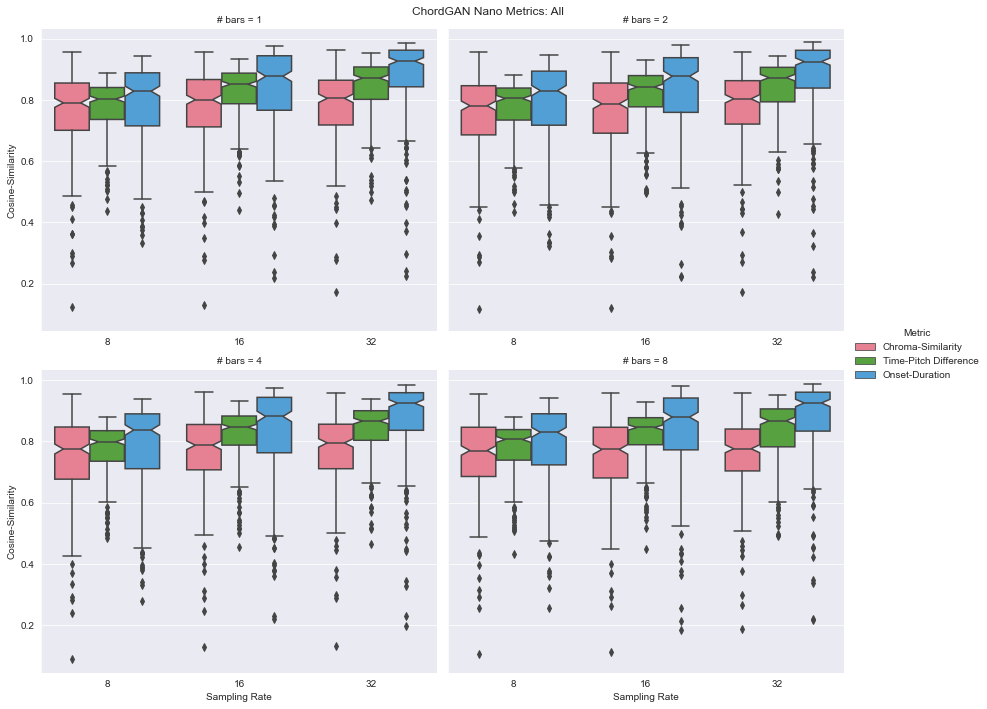 ChordGAN Nano Metrics: All
# bars = 1
# bars = 2
1.0
0.8
0.6
0.4
0.2
Cosine-Similarity
8
16
32
8
16
32
Metric
Chroma-Similarity
Time-Pitch Difference
Onset-Duration
# bars = 4
# bars = 8
1.0
0.8
0.6
0.4
0.2
Cosine-Similarity
8
16
32
8
16
32
Sampling Rate
Sampling Rate